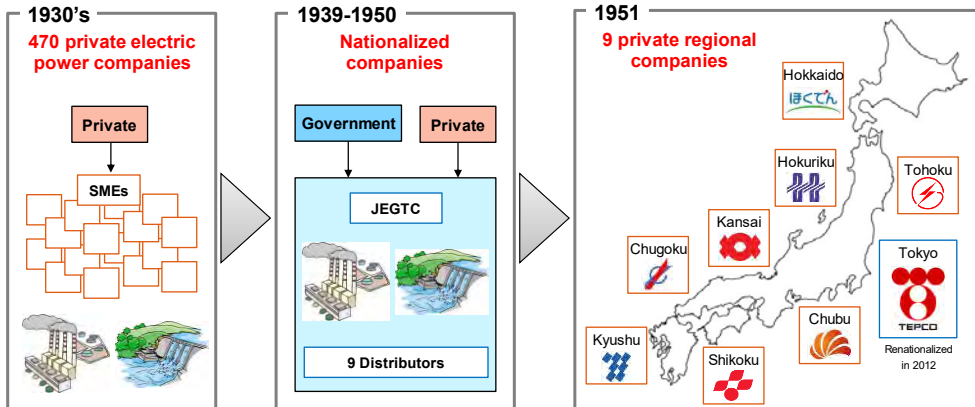 1930's
470 private electric
power companies
Private
SMEs
1939-1950
Nationalized
companies
Government
Private
JEGTC
9 Distributors
1951
9 private regional
companies
Hokkaido
ほくでん
Hokuriku
Tohoku
Kansai
Chugoku
Tokyo
TEPCO
Renationalized
in 2012
Chubu
Kyushu
Shikoku